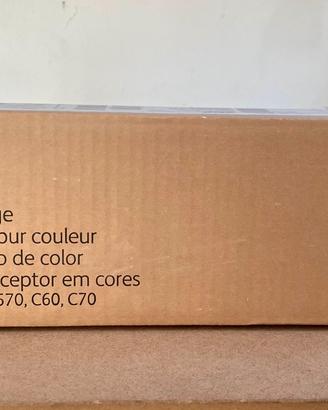 ge
our couleur
o de color
ceptor em cores
570, C60, C70